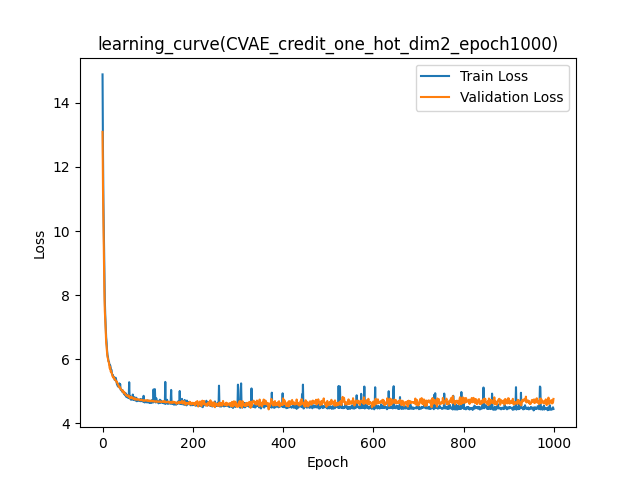 learning_curve(CVAE_credit_one_hot_dim2_epoch1000)
Train Loss
Validation Loss
14
12
10
8
6
4
Loss
0 200 400 600 800 1000
Epoch